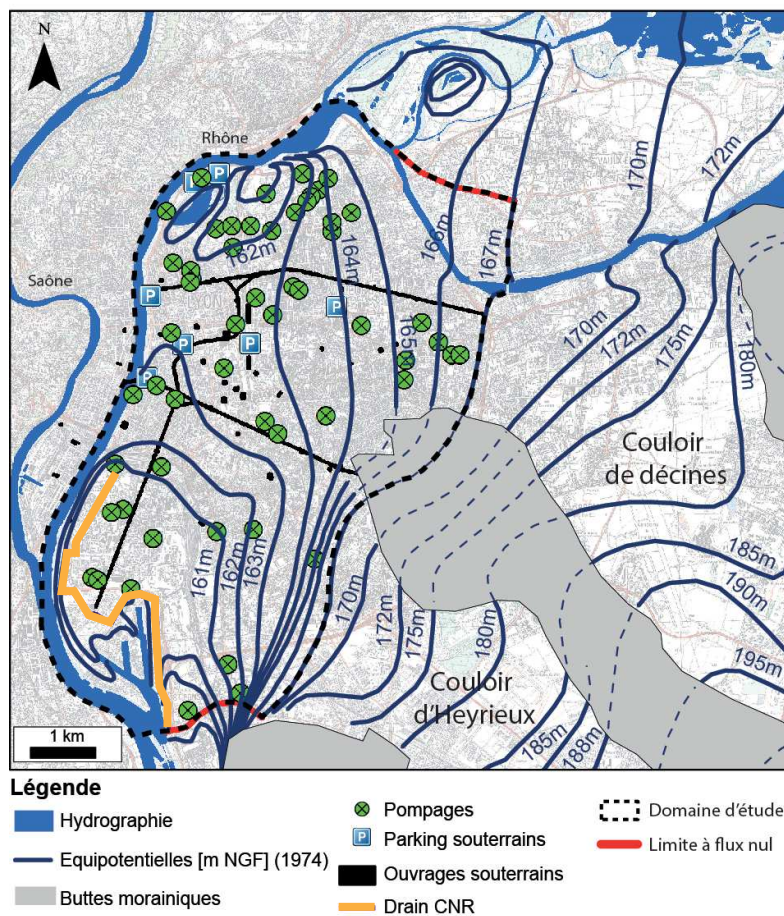 N
Rhône
Saône
P
P
P
P
P
P
P
LYON
162m
164m
165m
166m
167m
170m
172m
170m
172m
175m
180m
Couloir
de décines
161m
162m
163m
170m
172m
175m
180m
185m
190m
195m
Couloir
d'Heyrieux
185m
188m
1 km
Légende
Hydrographie
Equipotentielles [m NGF] (1974)
Buttes morainiques
Pompages
P Parking souterrains
Ouvrages souterrains
Drain CNR
Domaine d'étude
Limite à flux nul